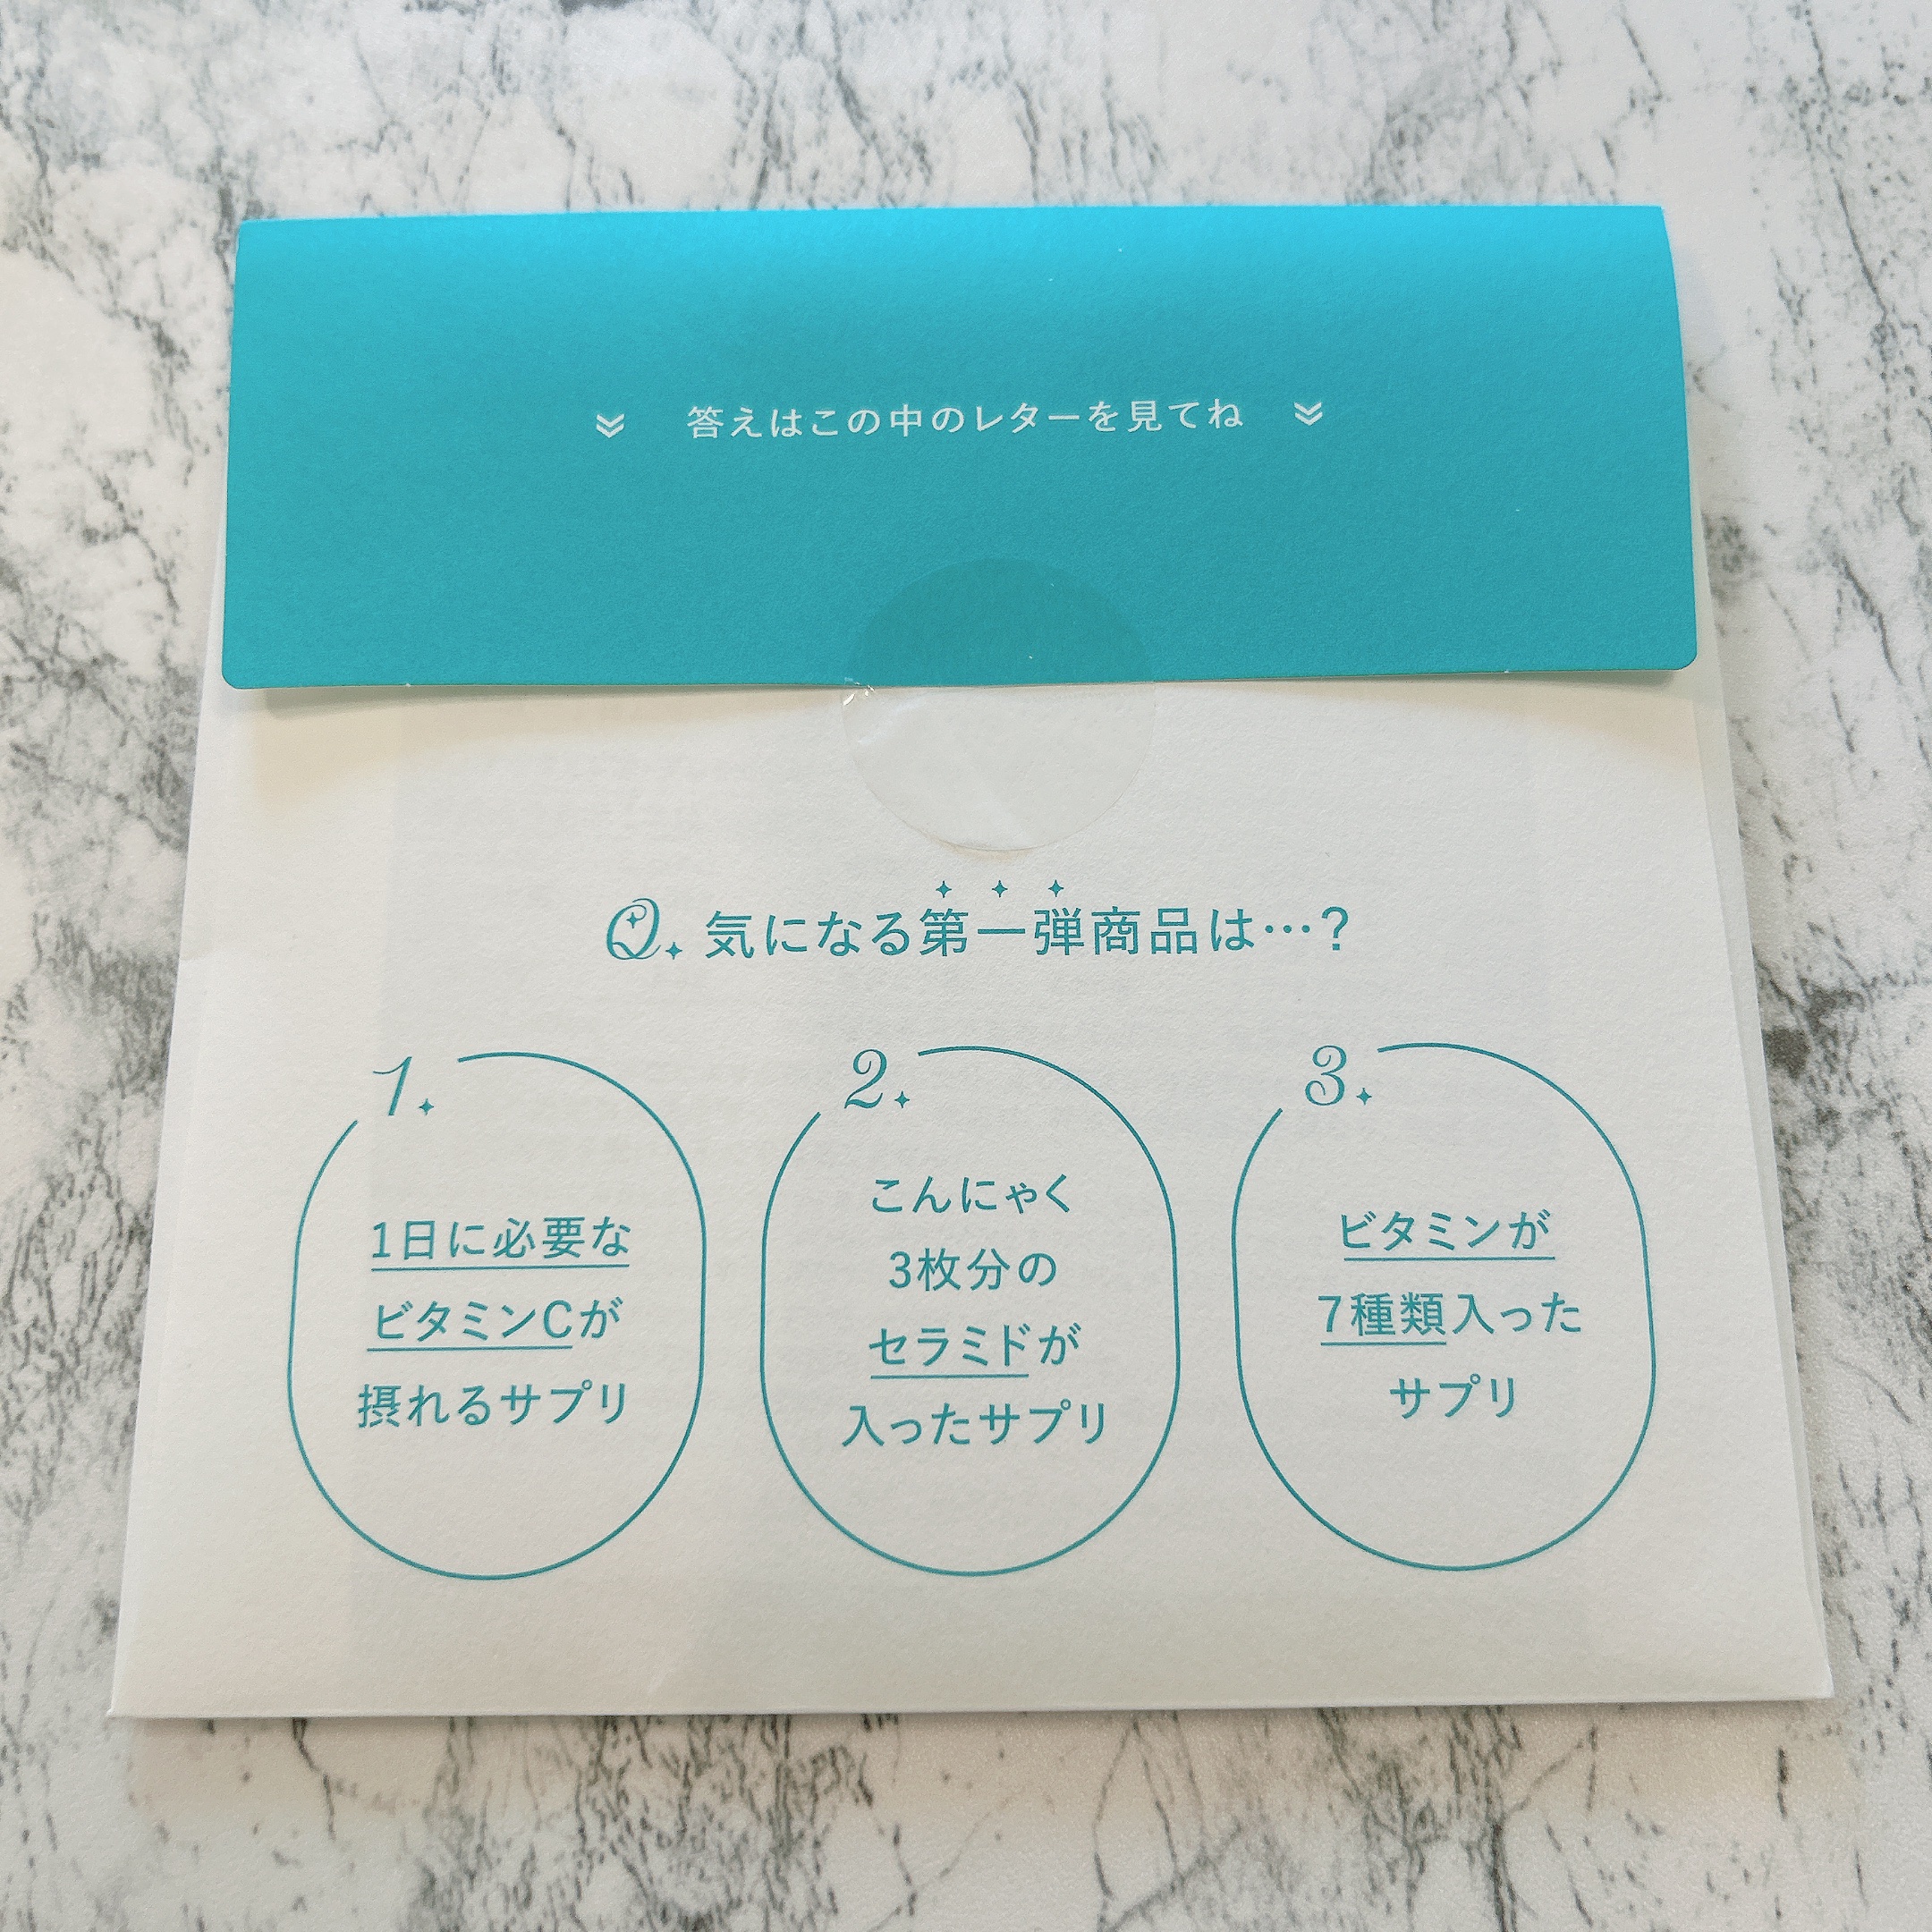 答えはこの中のレターを見てね
Q. 気になる第一弾商品は…?
1.
1日に必要な
ビタミンCが
摂れるサプリ
2.
こんにゃく
3枚分の
セラミドが
入ったサプリ
3.
ビタミンが
7種類入った
サプリ